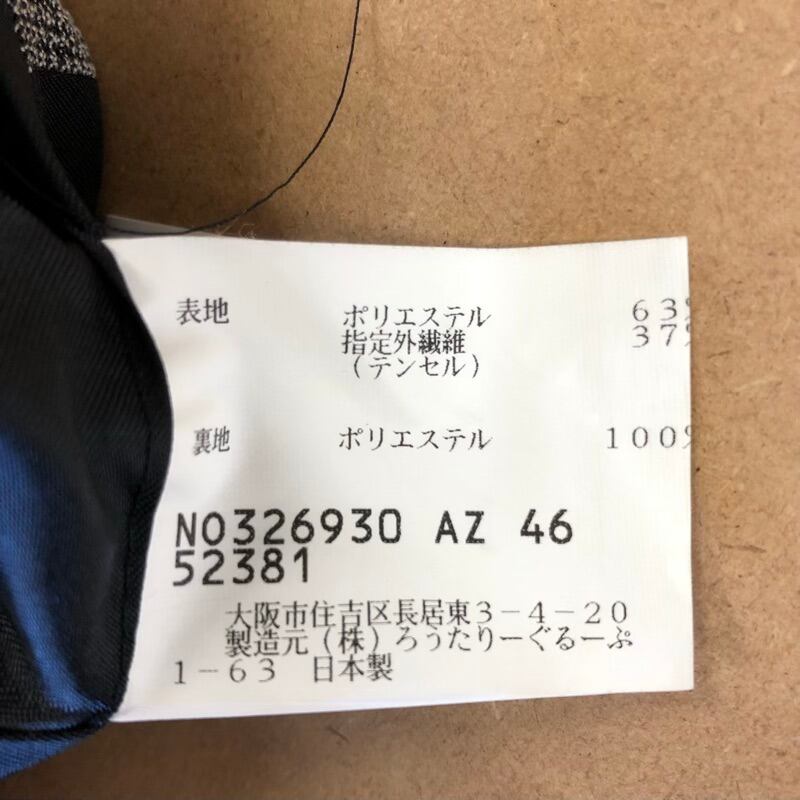 表地 ポリエステル 63%
指定外繊維 37%
(テンセル)
裏地 ポリエステル 100%
NO326930 AZ 46
52381
大阪市住吉区長居東3-4-20
製造元(株)ろうたりーぐるーぷ
1-63 日本製